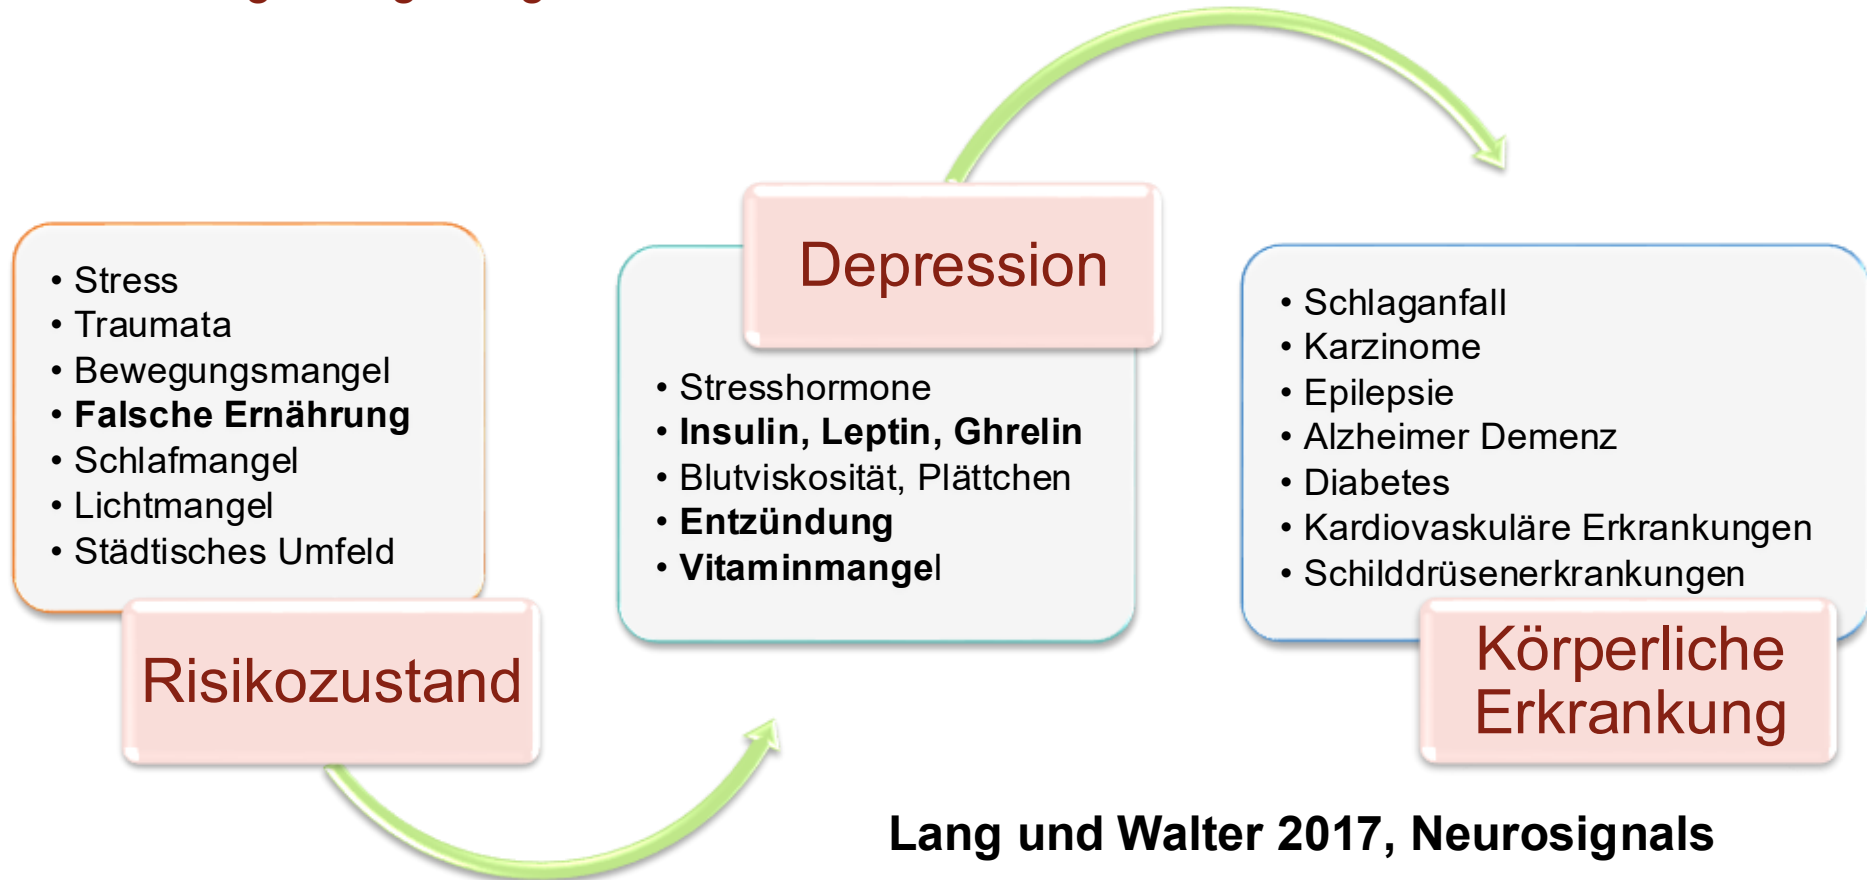 • Stress
• Traumata
• Bewegungsmangel
• Falsche Ernährung
• Schlafmangel
• Lichtmangel
• Städtisches Umfeld
Risikozustand
Depression
• Stresshormone
• Insulin, Leptin, Ghrelin
• Blutviskosität, Plättchen
• Entzündung
• Vitaminmangel
• Schlaganfall
• Karzinome
• Epilepsie
• Alzheimer Demenz
• Diabetes
• Kardiovaskuläre Erkrankungen
• Schilddrüsenerkrankungen
Körperliche
Erkrankung
Lang und Walter 2017, Neurosignals